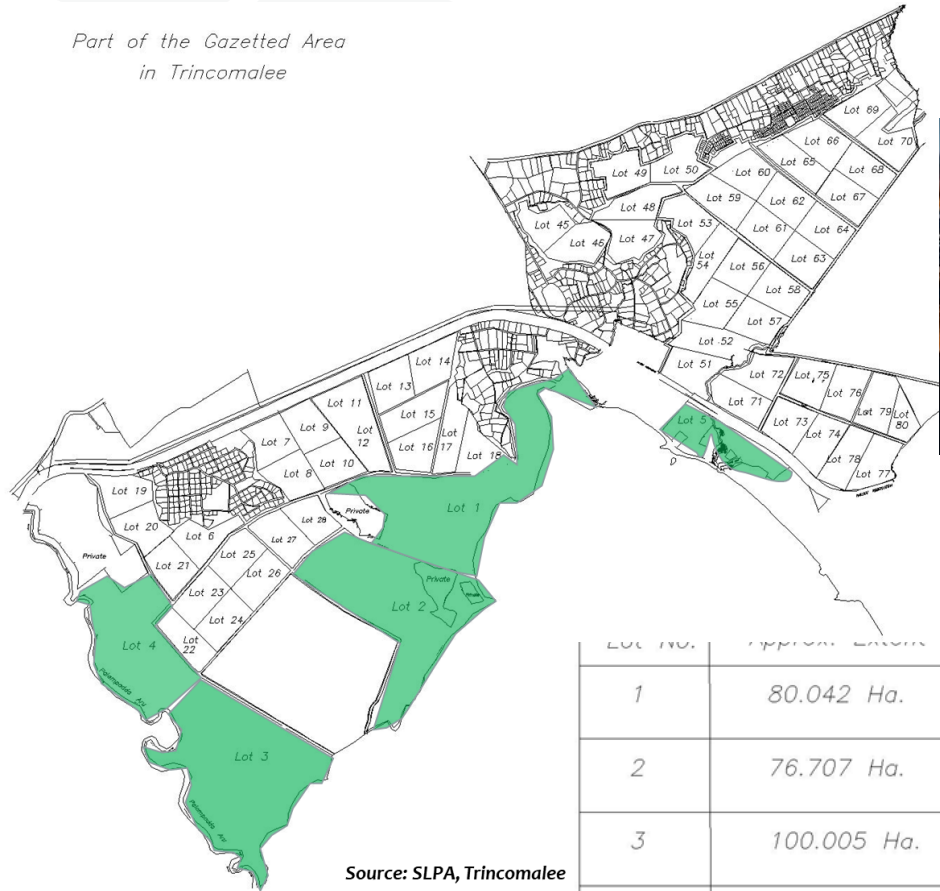 Part of the Gazetted Area
in Trincomalee
Lot 69
Lot 70
Lot 66
Lot 65
Lot 68
Lot 67
Lot 49
Lot 50
Lot 60
Lot 59
Lot 62
Lot 61
Lot 64
Lot 63
Lot 48
Lot 45
Lot 46
Lot 47
Lot 53
Lot 54
Lot 56
Lot 58
Lot 55
Lot 57
Lot 52
Lot 51
Lot 72
Lot 71
Lot 75
Lot 76
Lot 79
Lot 80
Lot 73
Lot 74
Lot 78
Lot 77
Lot 5
D
Lot 14
Lot 13
Lot 11
Lot 15
Lot 9
Lot 12
Lot 16
Lot 17
Lot 18
Lot 7
Lot 8
Lot 10
Lot 19
Lot 20
Lot 6
Lot 21
Lot 28
Lot 27
Lot 25
Lot 26
Lot 23
Lot 24
Lot 22
Private
Private
Lot 1
Private
Private
Lot 2
Lot 4
Lot 3
Lot No. Approx. Extent
1 80.042 Ha.
2 76.707 Ha.
3 100.005 Ha.
Source: SLPA, Trincomalee